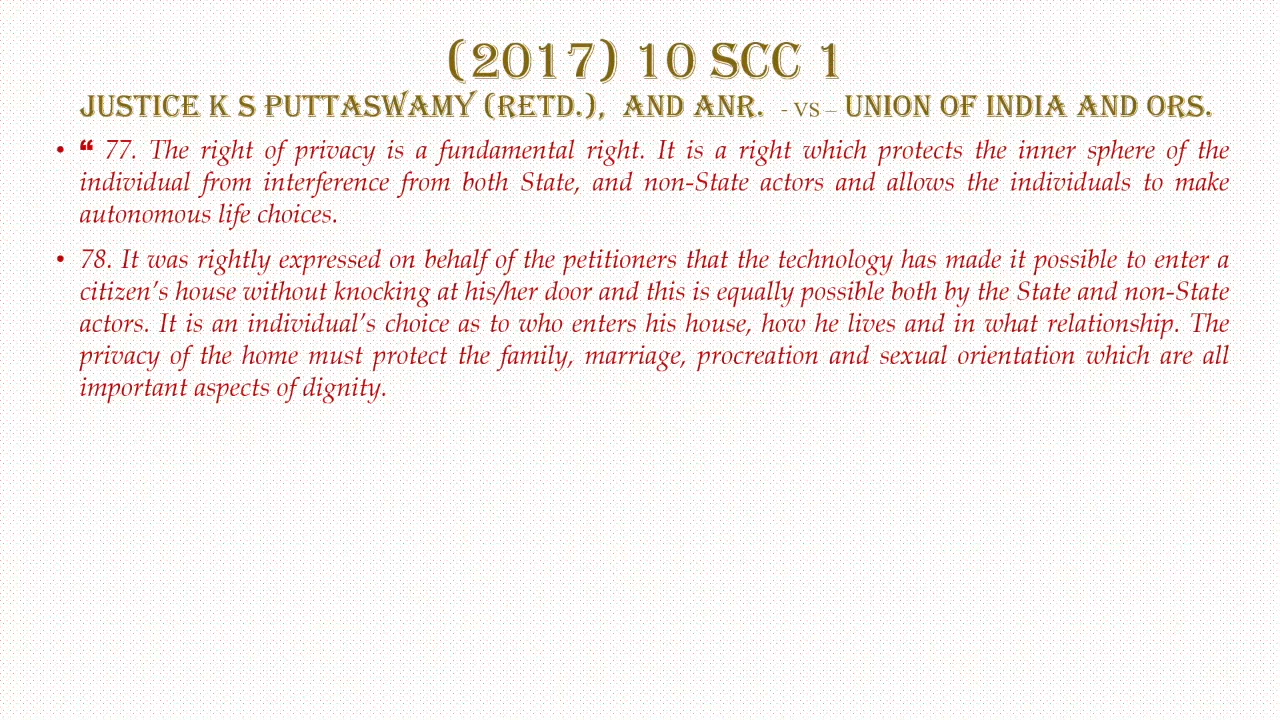 (2017) 10 SCC 1
JUSTICE K S PUTTASWAMY (RETD.), AND ANR. - VS – UNION OF INDIA AND ORS.
• “ 77. The right of privacy is a fundamental right. It is a right which protects the inner sphere of the
individual from interference from both State, and non-State actors and allows the individuals to make
autonomous life choices.
• 78. It was rightly expressed on behalf of the petitioners that the technology has made it possible to enter a
citizen’s house without knocking at his/her door and this is equally possible both by the State and non-State
actors. It is an individual’s choice as to who enters his house, how he lives and in what relationship. The
privacy of the home must protect the family, marriage, procreation and sexual orientation which are all
important aspects of dignity.